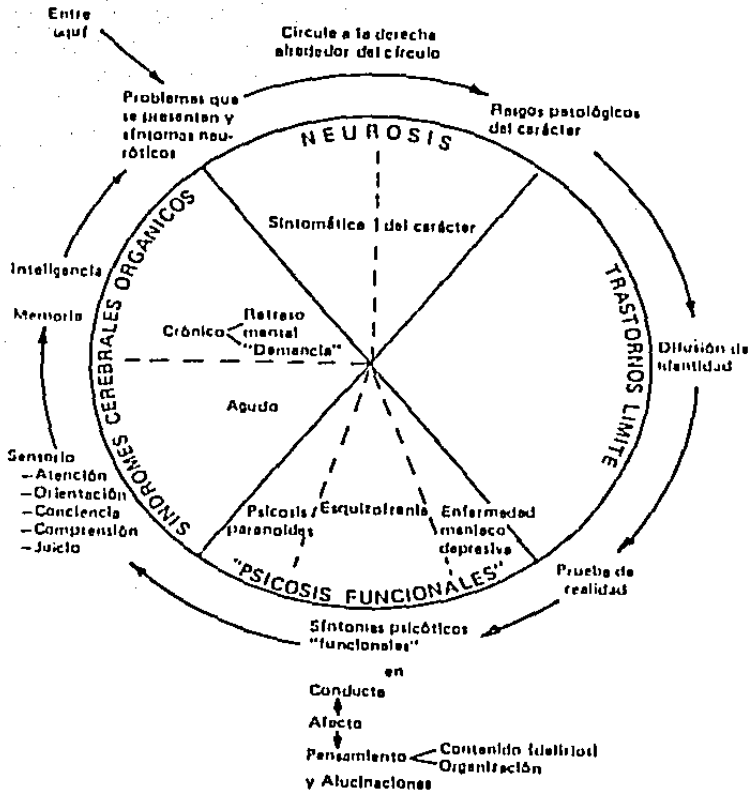 Entre
aquí
Circule a la derecha
alrededor del círculo
Problemas que
se presentan y
síntomas neu-
róticos
Rasgos patológicos
del carácter
NEUROSIS
Sintomática
del carácter
TRASTORNOS LIMITE
Difusión de
identidad
Prueba de
realidad
"PSICOSIS FUNCIONALES"
Psicosis
paranoides
Esquizofrenia
Enfermedad
maniaco
depresiva
Síntomas psicóticos
"funcionales"
en
Conducta
Afecto
Pensamiento
Contenido (delirios)
Organización
y Alucinaciones
SINDROMES CEREBRALES ORGANICOS
Crónico
Retraso
mental
"Demencia"
Agudo
Sensorio
—Atención
—Orientación
—Conciencia
—Comprensión
—Juicio
Memoria
Inteligencia